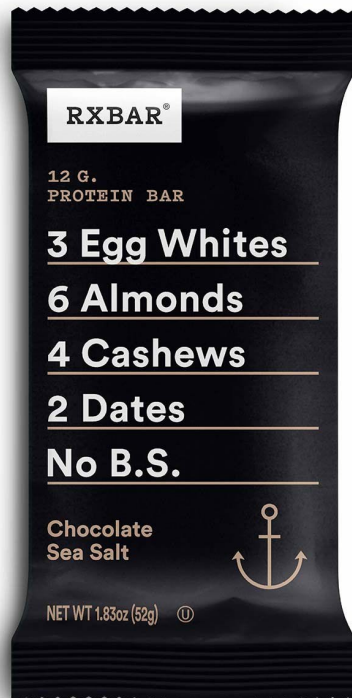 RXBAR®
12 G.
PROTEIN BAR
3 Egg Whites
6 Almonds
4 Cashews
2 Dates
No B.S.
Chocolate
Sea Salt
NET WT 1.83oz (52g) Ⓤ